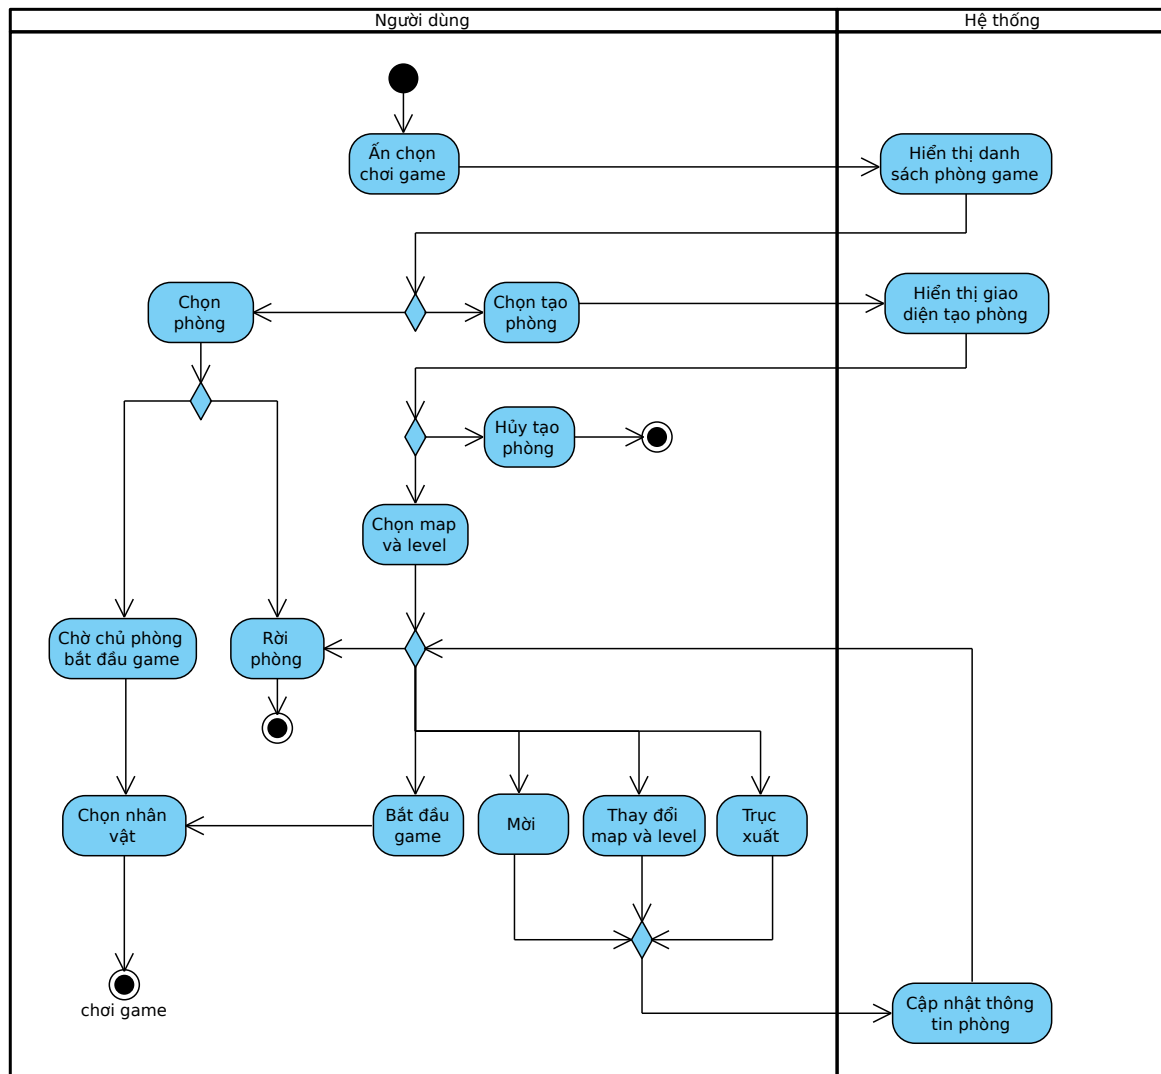 Người dùng
Hệ thống
Ấn chọn
chơi game
Hiển thị danh
sách phòng game
Chọn
phòng
Chọn tạo
phòng
Hiển thị giao
diện tạo phòng
Hủy tạo
phòng
Chọn map
và level
Chờ chủ phòng
bắt đầu game
Rời
phòng
Chọn nhân
vật
Bắt đầu
game
Mời
Thay đổi
map và level
Trục
xuất
chơi game
Cập nhật thông
tin phòng